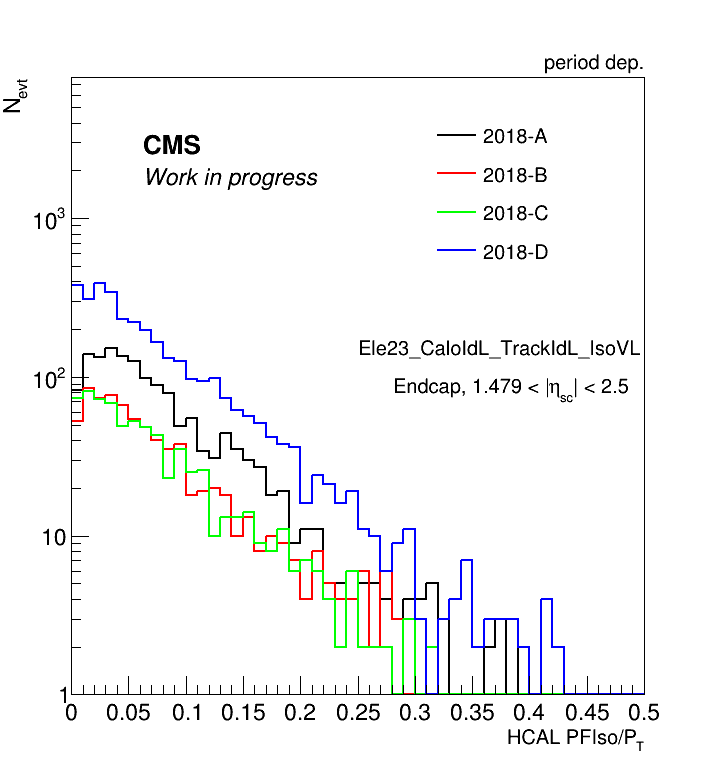 period dep.
N_evt
CMS
Work in progress
2018-A
2018-B
2018-C
2018-D
Ele23_CaloIdL_TrackIdL_IsoVL
Endcap, 1.479 < |η_sc| < 2.5
10^3
10^2
10
1
0 0.05 0.1 0.15 0.2 0.25 0.3 0.35 0.4 0.45 0.5
HCAL PFIso/P_T